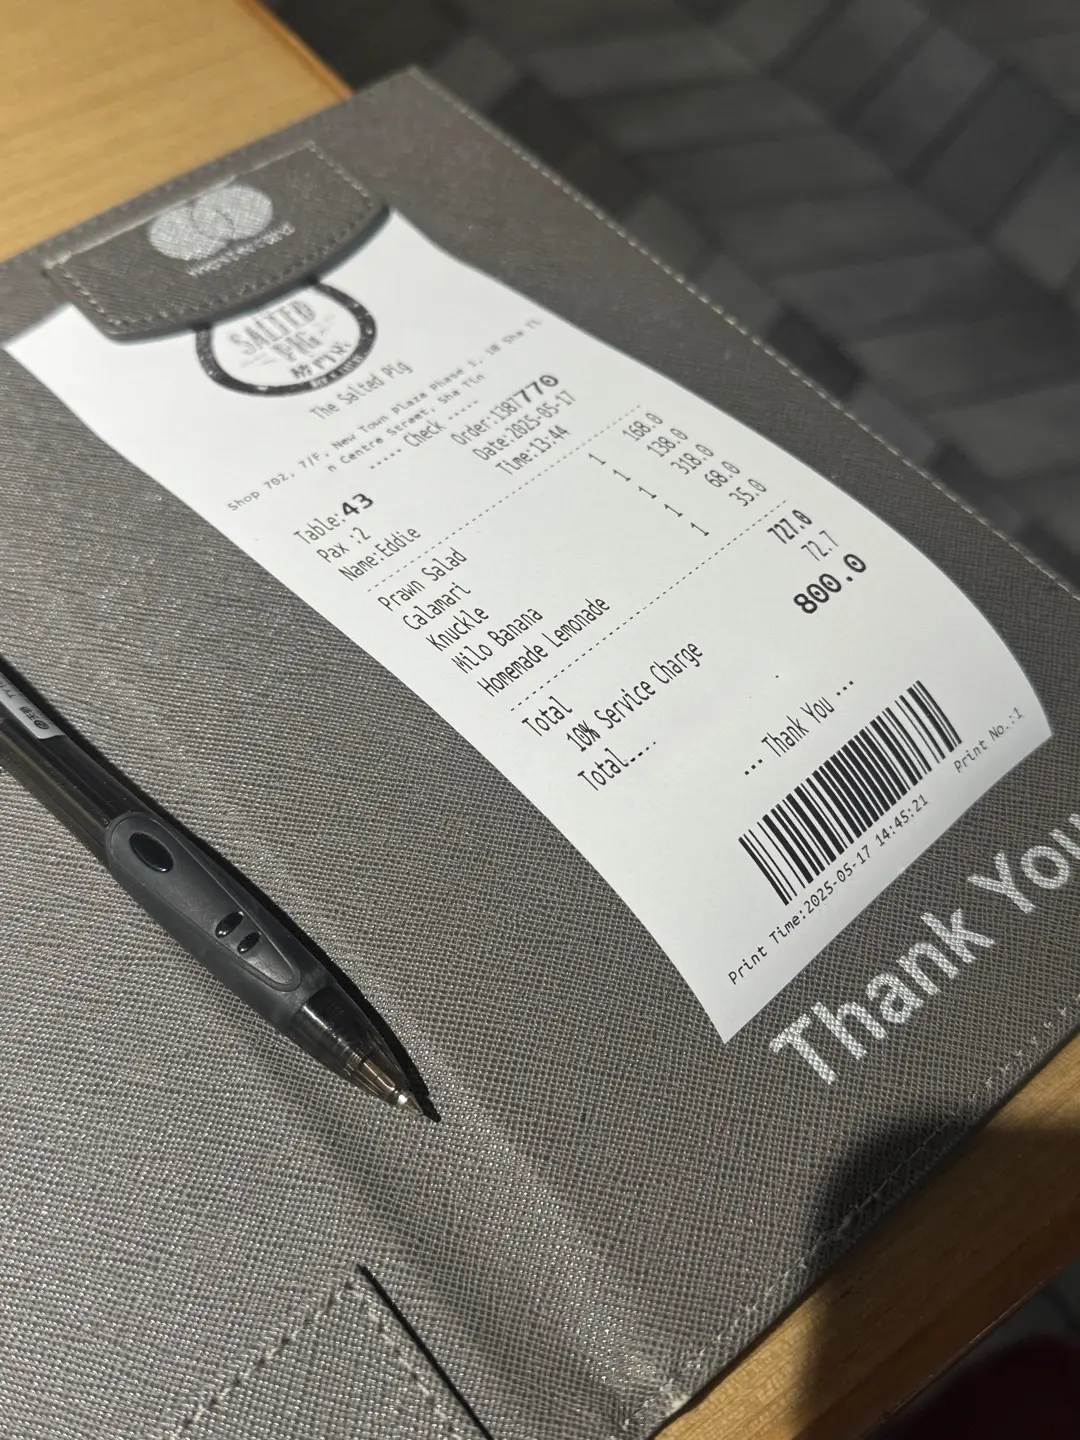 SALTED
PIG
The Salted Pig
Shop 702, 7/F, New Town Plaza Phase 1, 18 Sha Ti
n Centre Street, Sha Tin
----- Check -----
Order:1387770
Date:2025-05-17
Time:13:44
Table:43
Pax :2
Name:Eddie
Prawn Salad 1 168.0
Calamari 1 138.0
Knuckle 1 318.0
Milo Banana 1 68.0
Homemade Lemonade 1 35.0
Total 727.0
10% Service Charge 72.7
Total.... 800.0
... Thank You ...
Print Time:2025-05-17 14:45:21 Print No.:1
Thank You